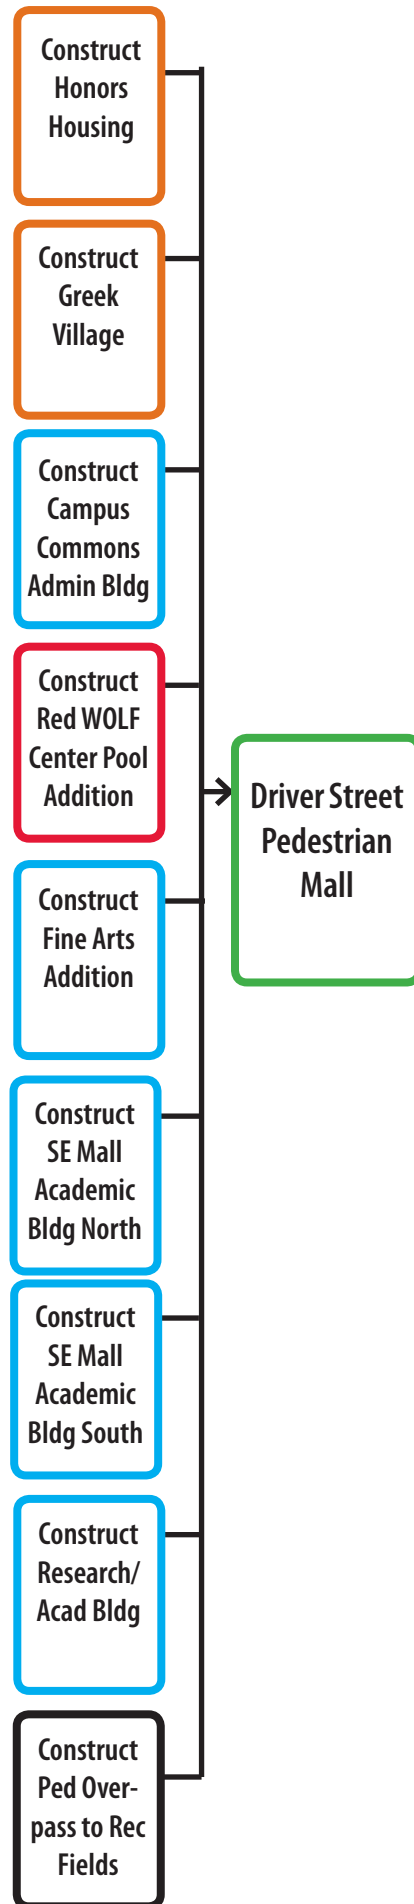 Construct
Honors
Housing
Construct
Greek
Village
Construct
Campus
Commons
Admin Bldg
Construct
Red WOLF
Center Pool
Addition
Driver Street
Pedestrian
Mall
Construct
Fine Arts
Addition
Construct
SE Mall
Academic
Bldg North
Construct
SE Mall
Academic
Bldg South
Construct
Research/
Acad Bldg
Construct
Ped Over-
pass to Rec
Fields